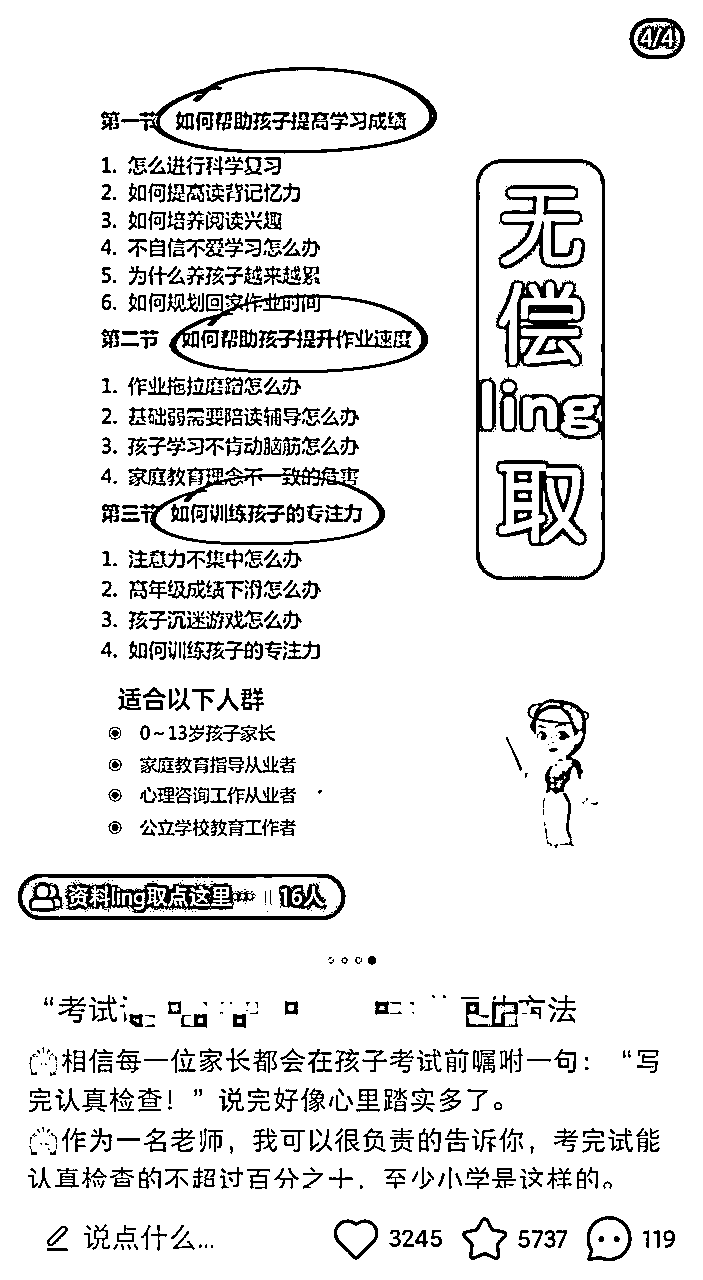 4/4
第一节 如何帮助孩子提高学习成绩
1. 怎么进行科学复习
2. 如何提高读背记忆力
3. 如何培养阅读兴趣
4. 不自信不爱学习怎么办
5. 为什么养孩子越来越累
6. 如何规划回家作业时间
第二节 如何帮助孩子提升作业速度
1. 作业拖拉磨蹭怎么办
2. 基础弱需要陪读辅导怎么办
3. 孩子学习不肯动脑筋怎么办
4. 家庭教育理念不一致的危害
第三节 如何训练孩子的专注力
1. 注意力不集中怎么办
2. 高年级成绩下滑怎么办
3. 孩子沉迷游戏怎么办
4. 如何训练孩子的专注力
无
偿
ling
取
适合以下人群
0~13岁孩子家长
家庭教育指导从业者
心理咨询工作从业者
公立学校教育工作者
资料ling取点这里… || 16人
“考试 方法
相信每一位家长都会在孩子考试前嘱咐一句：“写
完认真检查！”说完好像心里踏实多了。
作为一名老师，我可以很负责的告诉你，考完试能
认真检查的不超过百分之十，至少小学是这样的。
说点什么... 3245 5737 119